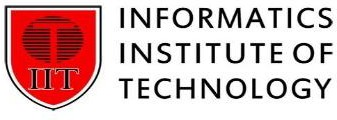 IIT
INFORMATICS
INSTITUTE OF
TECHNOLOGY